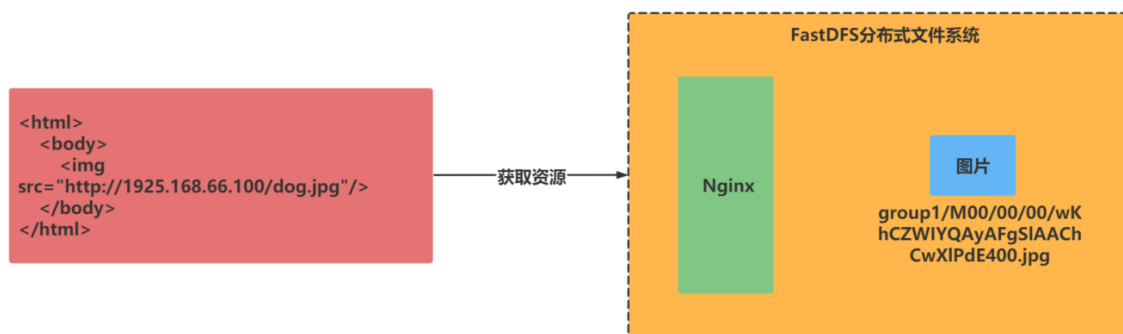 FastDFS分布式文件系统
<html>
<body>
<img
src="http://1925.168.66.100/dog.jpg"/>
</body>
</html>
获取资源
Nginx
图片
group1/M00/00/00/wK
hCZWIYQAyAFgSlAACh
CwXlPdE400.jpg